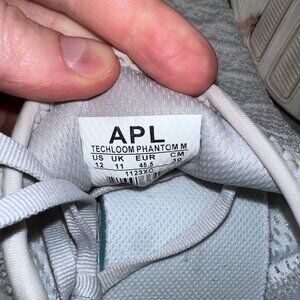 APL
TECHLOOM PHANTOM M
US UK EUR CM
12 11 45.5 30
1123XC